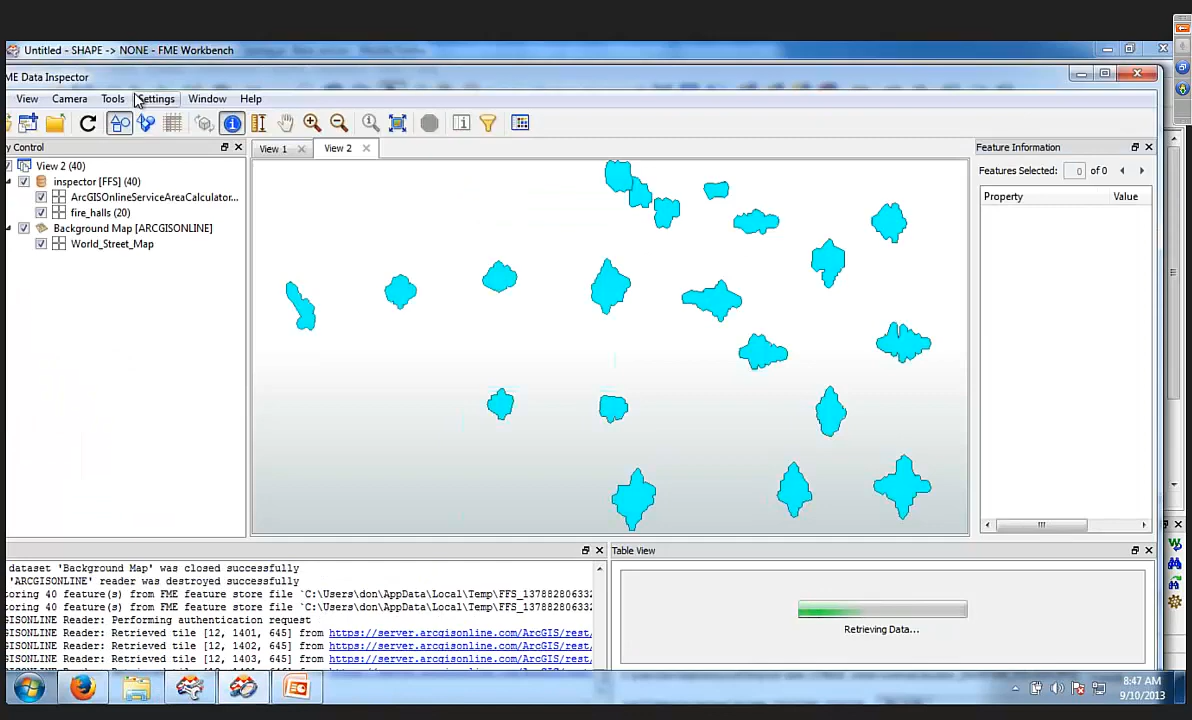 Untitled - SHAPE -> NONE - FME Workbench
ME Data Inspector
View Camera Tools Settings Window Help
y Control
View 1
View 2
Feature Information
View 2 (40)
inspector [FFS] (40)
ArcGISOnlineServiceAreaCalculator...
fire_halls (20)
Background Map [ARCGISONLINE]
World_Street_Map
Features Selected: 0 of 0
Property Value
Table View
dataset 'Background Map' was closed successfully
'ARCGISONLINE' reader was destroyed successfully
toring 40 feature(s) from FME feature store file `C:\Users\don\AppData\Local\Temp\FFS_137882806332
toring 40 feature(s) from FME feature store file `C:\Users\don\AppData\Local\Temp\FFS_137882806332
GISONLINE Reader: Performing authentication request
GISONLINE Reader: Retrieved tile [12, 1401, 645] from https://server.arcgisonline.com/ArcGIS/rest/
GISONLINE Reader: Retrieved tile [12, 1402, 645] from https://server.arcgisonline.com/ArcGIS/rest/
GISONLINE Reader: Retrieved tile [12, 1403, 645] from https://server.arcgisonline.com/ArcGIS/rest/
Retrieving Data...
8:47 AM
9/10/2013